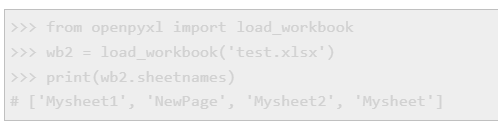 >>> from openpyxl import load_workbook
>>> wb2 = load_workbook('test.xlsx')
>>> print(wb2.sheetnames)
# ['Mysheet1', 'NewPage', 'Mysheet2', 'Mysheet']